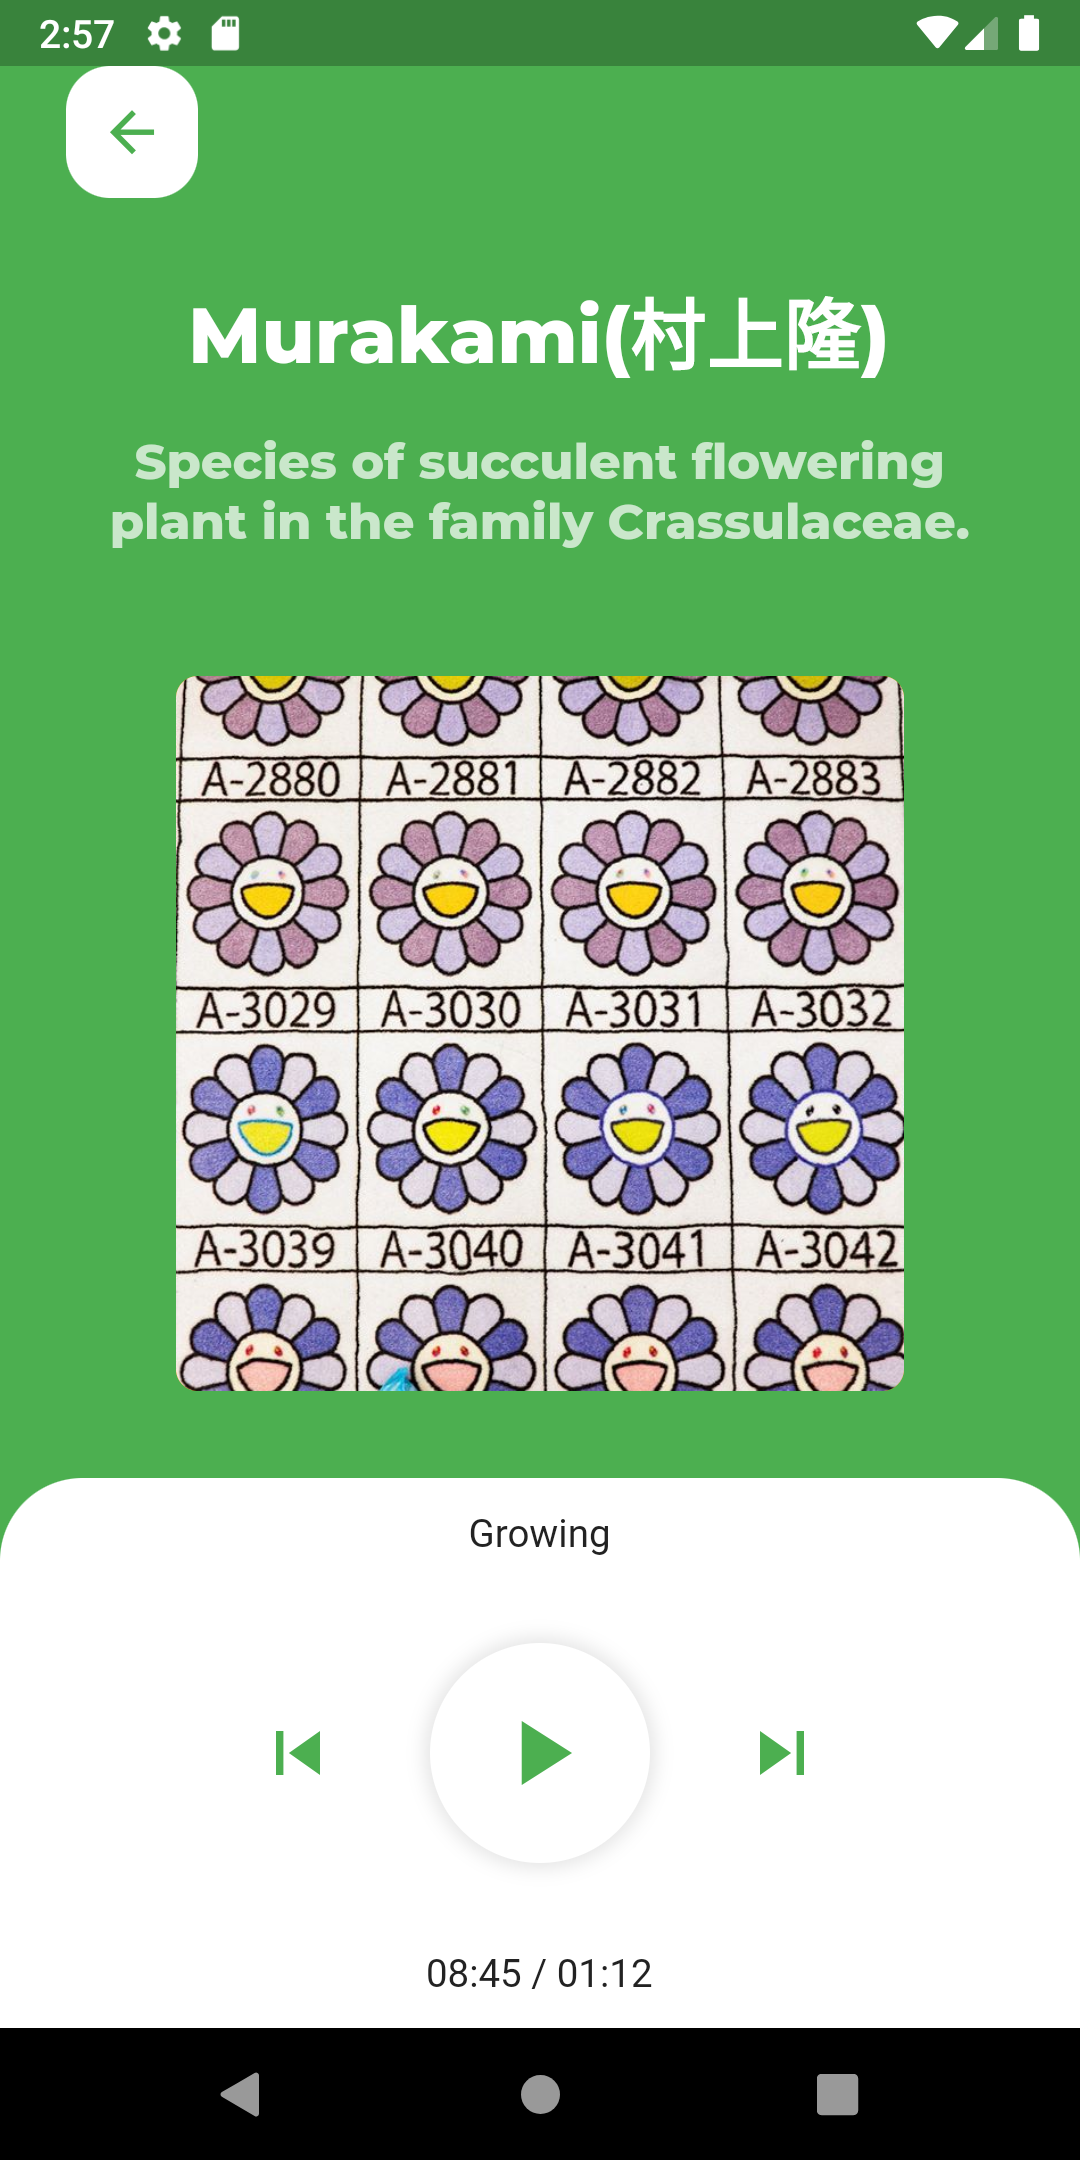 2:57
Murakami(村上隆)
Species of succulent flowering
plant in the family Crassulaceae.
A-2880 A-2881 A-2882 A-2883
A-3029 A-3030 A-3031 A-3032
A-3039 A-3040 A-3041 A-3042
Growing
08:45 / 01:12